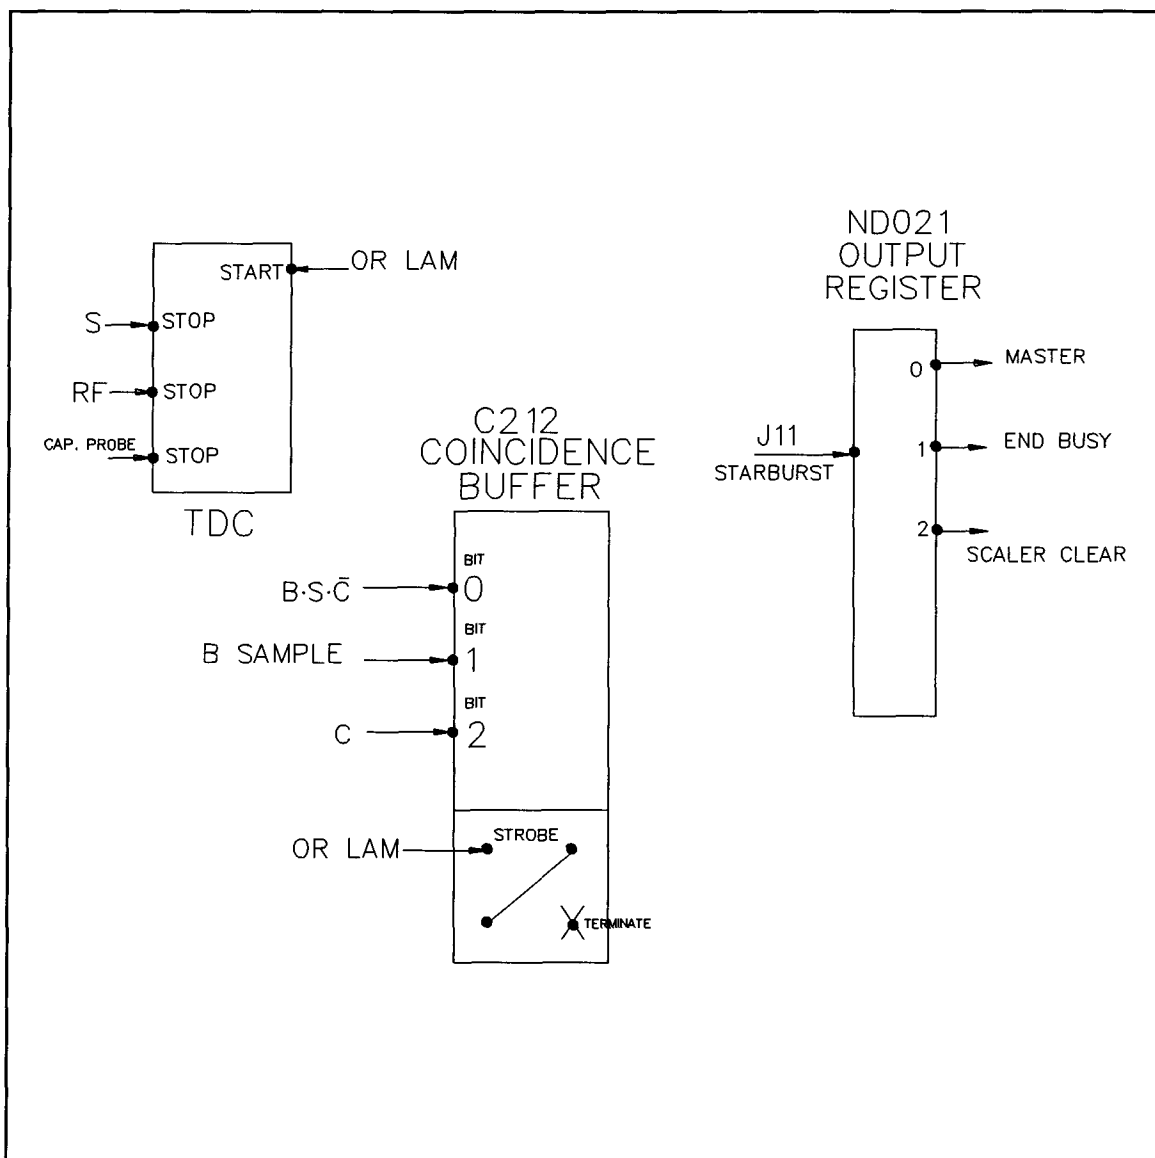 START
OR LAM
S
STOP
RF
STOP
CAP. PROBE
STOP
TDC
C212
COINCIDENCE
BUFFER
BIT
B·S·C̄
0
BIT
B SAMPLE
1
BIT
C
2
OR LAM
STROBE
TERMINATE
ND021
OUTPUT
REGISTER
0
MASTER
J11
STARBURST
1
END BUSY
2
SCALER CLEAR